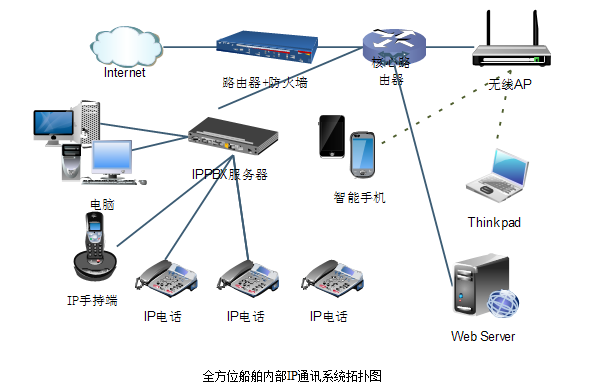 Internet
路由器+防火墙
核心路
由器
无线AP
电脑
IPPBX服务器
智能手机
Thinkpad
IP手持端
IP电话
IP电话
IP电话
Web Server
全方位船舶内部IP通讯系统拓扑图